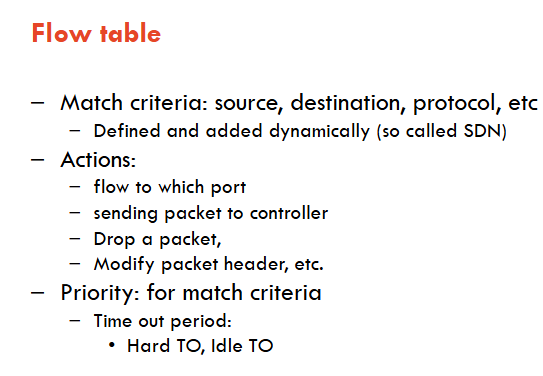 Flow table
– Match criteria: source, destination, protocol, etc
– Defined and added dynamically (so called SDN)
– Actions:
– flow to which port
– sending packet to controller
– Drop a packet,
– Modify packet header, etc.
– Priority: for match criteria
– Time out period:
• Hard TO, Idle TO